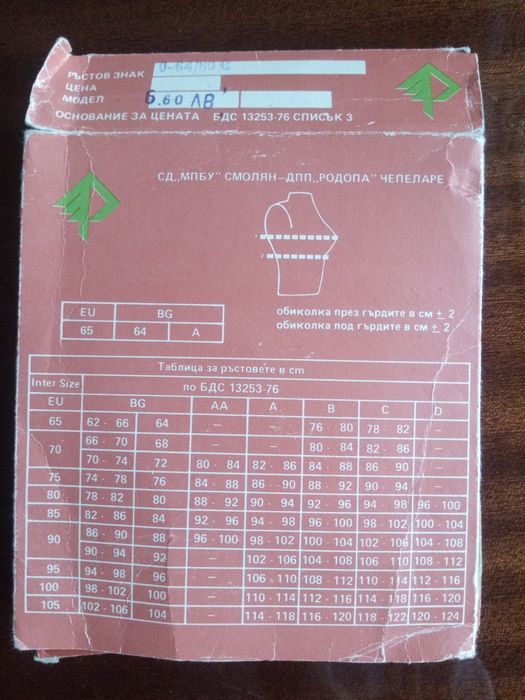 РЪСТОВ ЗНАК 0-64/80 C
ЦЕНА
МОДЕЛ 6.60 ЛВ
ОСНОВАНИЕ ЗА ЦЕНАТА БДС 13253-76 СПИСЪК 3
СД„МПБУ" СМОЛЯН—ДПП„РОДОПА" ЧЕПЕЛАРЕ
1
2
обиколка през гърдите в см ± 2
обиколка под гърдите в см ± 2
EU BG
65 64 A
Таблица за ръстовете в cm
Inter Size по БДС 13253-76
EU BG AA A B C D
65 62 - 66 64 – – 76 - 80 78 - 82 –
70 66 - 70 68 – – 80 - 84 82 - 86 –
70 - 74 72 80 - 84 82 - 86 84 - 88 86 - 90 –
75 74 - 78 76 84 - 88 86 - 90 88 - 92 90 - 94 –
80 78 - 82 80 88 - 92 90 - 94 92 - 96 94 - 98 96 - 100
85 82 - 86 84 92 - 96 94 - 98 96 - 100 98 - 102 100 - 104
90 86 - 90 88 96 - 100 98 - 102 100 - 104 102 - 106 104 - 108
90 - 94 92 – 102 - 106 104 - 108 106 - 110 108 - 112
95 94 - 98 96 – 106 - 110 108 - 112 110 - 114 112 - 116
100 98 - 102 100 – 110 - 114 112 - 116 114 - 118 116 - 120
105 102 - 106 104 – 114 - 118 116 - 120 118 - 122 120 - 124